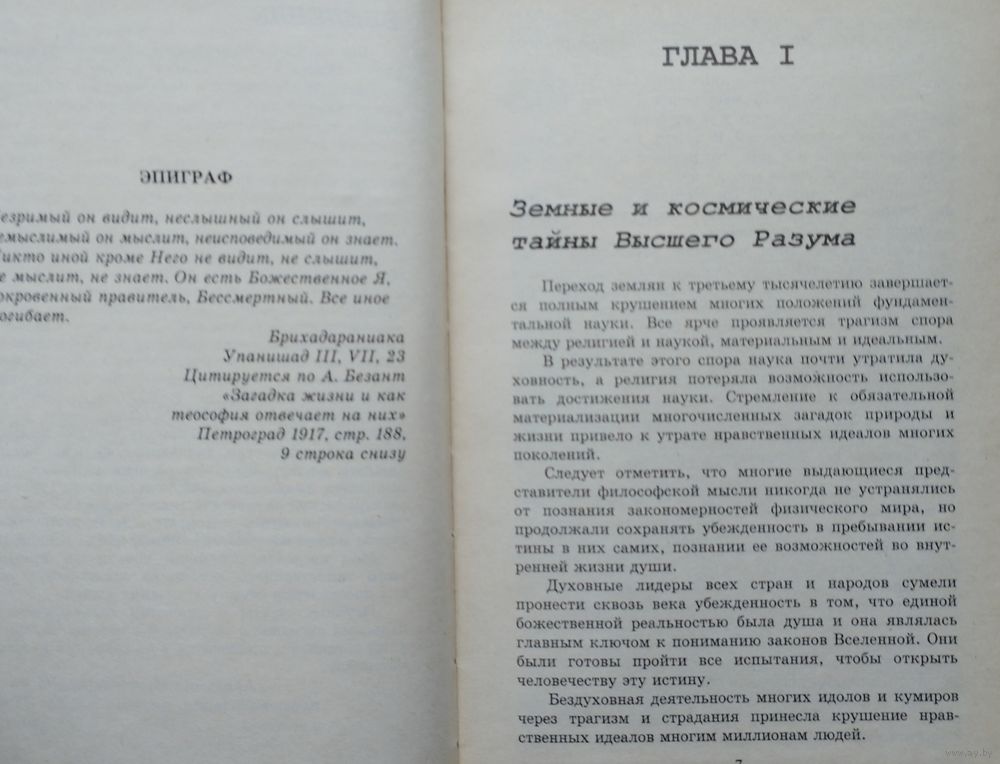 ЭПИГРАФ
езримый он видит, неслышный он слышит,
емыслимый он мыслит, неисповедимый он знает.
икто иной кроме Него не видит, не слышит,
е мыслит, не знает. Он есть Божественное Я,
окровенный правитель, Бессмертный. Все иное
огибает.
Брихадараниака
Упанишад III, VII, 23
Цитируется по А. Безант
«Загадка жизни и как
теософия отвечает на них»
Петроград 1917, стр. 188,
9 строка снизу
ГЛАВА I
Земные и космические
тайны Высшего Разума
Переход землян к третьему тысячелетию завершает-
ся полным крушением многих положений фундамен-
тальной науки. Все ярче проявляется трагизм спора
между религией и наукой, материальным и идеальным.
В результате этого спора наука почти утратила ду-
ховность, а религия потеряла возможность использо-
вать достижения науки. Стремление к обязательной
материализации многочисленных загадок природы и
жизни привело к утрате нравственных идеалов многих
поколений.
Следует отметить, что многие выдающиеся пред-
ставители философской мысли никогда не устранялись
от познания закономерностей физического мира, но
продолжали сохранять убежденность в пребывании ис-
тины в них самих, познании ее возможностей во внут-
ренней жизни души.
Духовные лидеры всех стран и народов сумели
пронести сквозь века убежденность в том, что единой
божественной реальностью была душа и она являлась
главным ключом к пониманию законов Вселенной. Они
были готовы пройти все испытания, чтобы открыть
человечеству эту истину.
Бездуховная деятельность многих идолов и кумиров
через трагизм и страдания принесла крушение нрав-
ственных идеалов многим миллионам людей.
7
www.ay.by